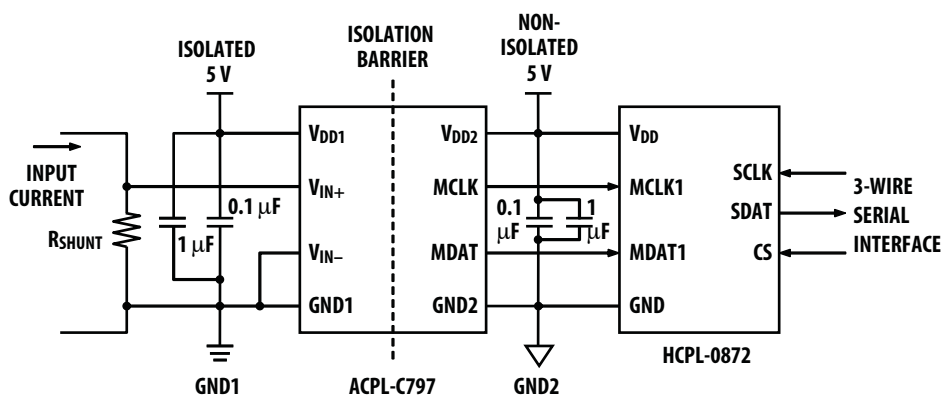 ISOLATED
5 V
ISOLATION
BARRIER
NON-
ISOLATED
5 V
INPUT
CURRENT
RSHUNT
1 μF
0.1 μF
VDD1
VIN+
VIN–
GND1
VDD2
MCLK
MDAT
GND2
0.1
μF
1
μF
VDD
MCLK1
MDAT1
GND
SCLK
SDAT
CS
3-WIRE
SERIAL
INTERFACE
GND1
ACPL-C797
GND2
HCPL-0872